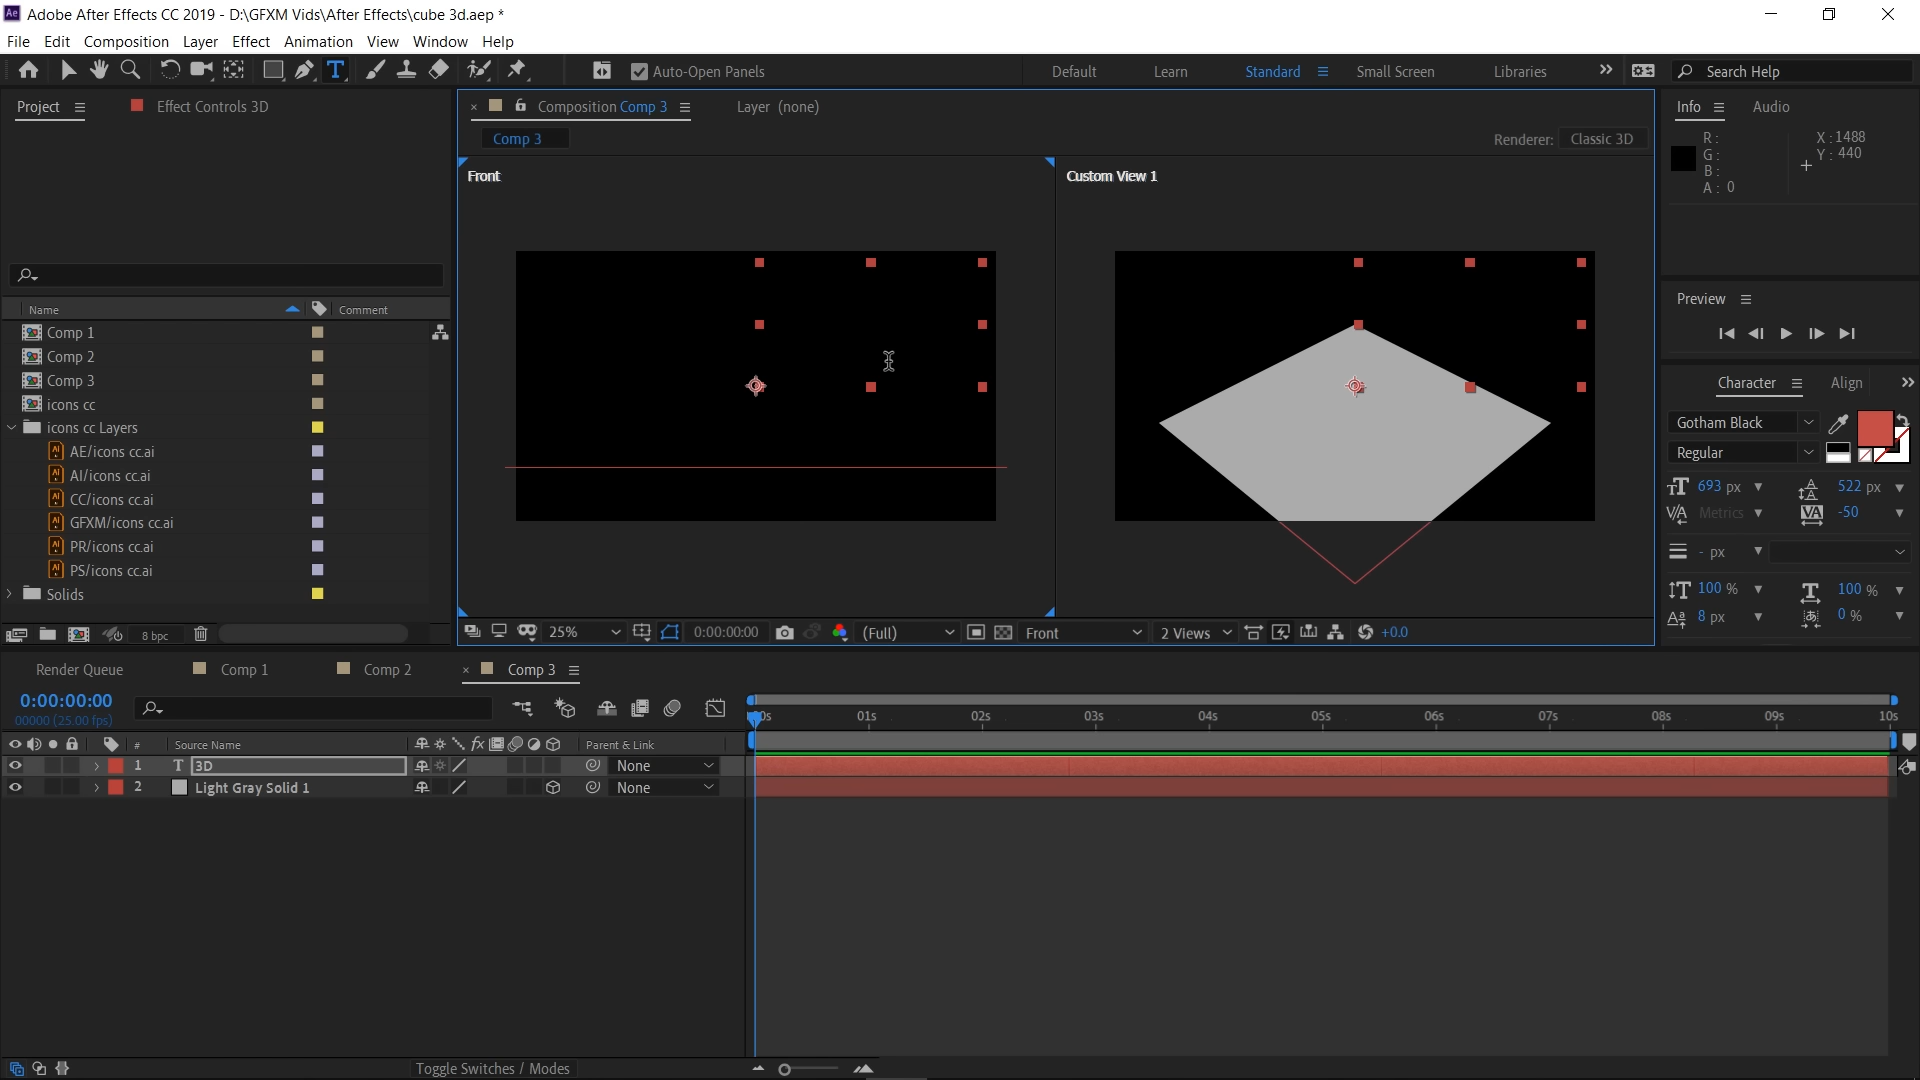 Ae Adobe After Effects CC 2019 - D:\GFXM Vids\After Effects\cube 3d.aep *
File Edit Composition Layer Effect Animation View Window Help
Auto-Open Panels Default Learn Standard Small Screen Libraries Search Help
Project Effect Controls 3D Composition Comp 3 Layer (none) Info Audio
Comp 3 Renderer: Classic 3D
R: X : 1488
G: Y : 440
B:
A: 0
Front Custom View 1
Preview
Name Comment
Comp 1
Comp 2
Comp 3
icons cc
icons cc Layers
AE/icons cc.ai
AI/icons cc.ai
CC/icons cc.ai
GFXM/icons cc.ai
PR/icons cc.ai
PS/icons cc.ai
Solids
8 bpc
Character Align
Gotham Black
Regular
693 px 522 px
Metrics -50
- px
100 % 100 %
8 px 0 %
25% 0:00:00:00 (Full) Front 2 Views +0.0
Render Queue Comp 1 Comp 2 Comp 3
0:00:00:00
00000 (25.00 fps)
0s 01s 02s 03s 04s 05s 06s 07s 08s 09s 10s
# Source Name fx Parent & Link
1 T 3D None
2 Light Gray Solid 1 None
Toggle Switches / Modes